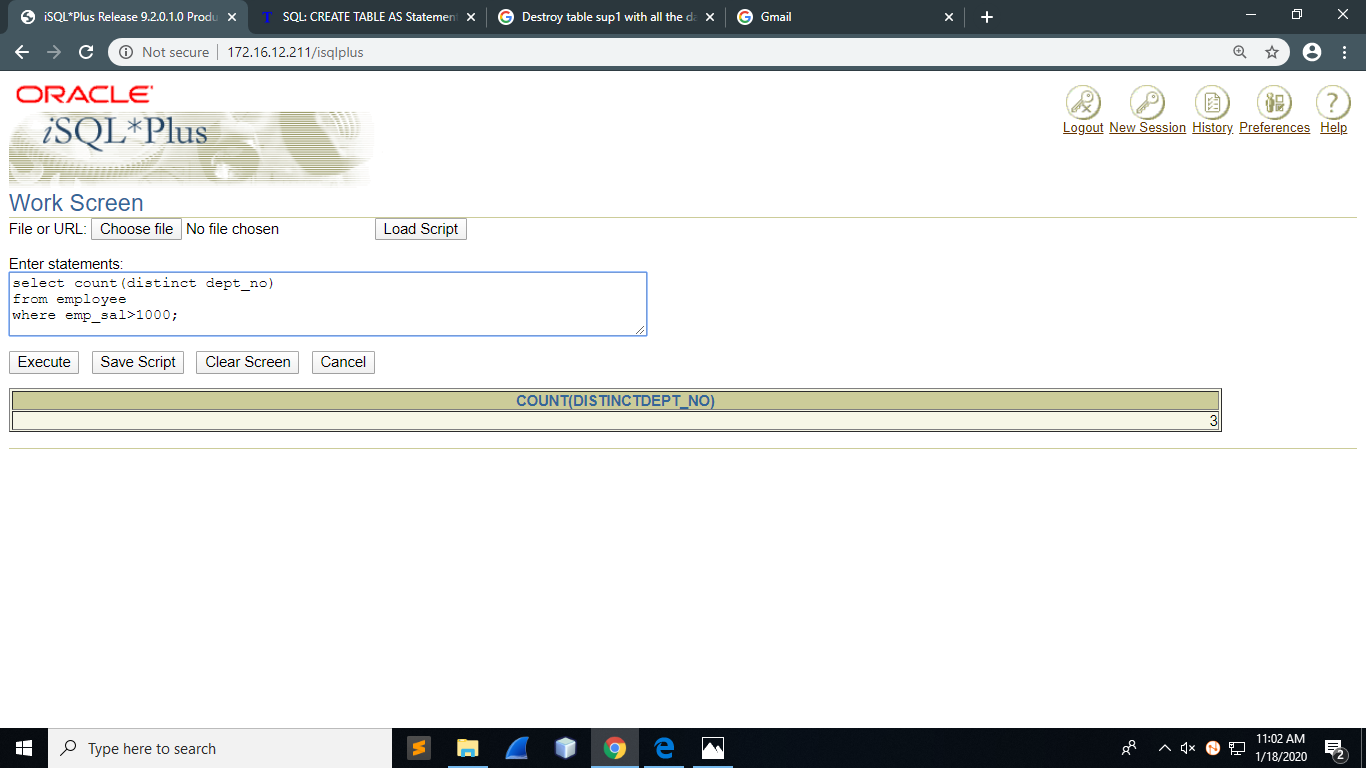 iSQL*Plus Release 9.2.0.1.0 Produ
SQL: CREATE TABLE AS Statement
Destroy table sup1 with all the da
Gmail
Not secure
172.16.12.211/isqlplus
ORACLE
iSQL*Plus
Logout New Session History Preferences Help
Work Screen
File or URL: Choose file No file chosen Load Script
Enter statements:
select count(distinct dept_no)
from employee
where emp_sal>1000;
Execute Save Script Clear Screen Cancel
COUNT(DISTINCTDEPT_NO)
3
Type here to search
11:02 AM
1/18/2020
2